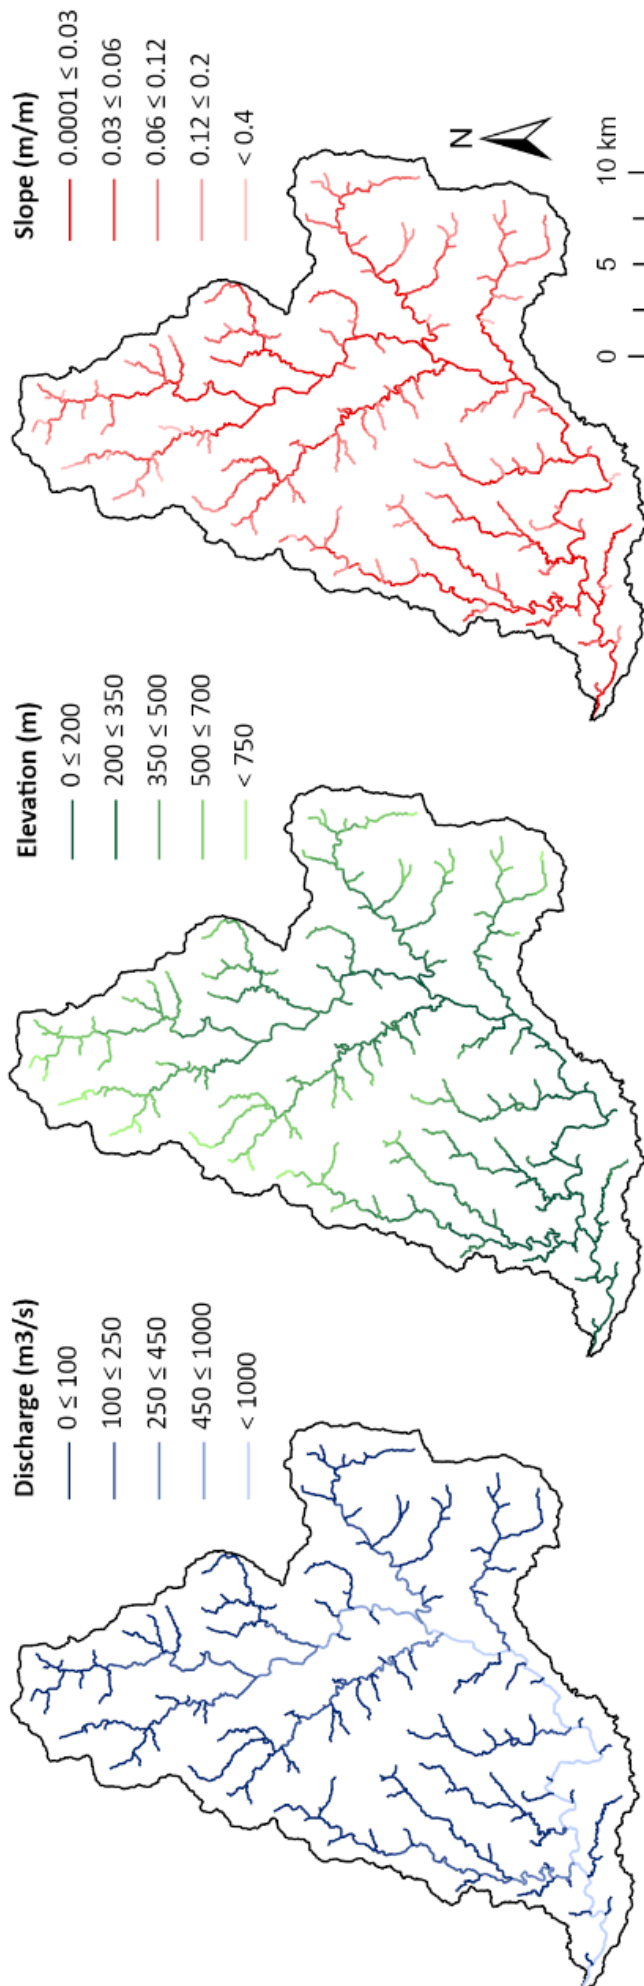 Discharge (m3/s)
0 ≤ 100
100 ≤ 250
250 ≤ 450
450 ≤ 1000
< 1000
Elevation (m)
0 ≤ 200
200 ≤ 350
350 ≤ 500
500 ≤ 700
< 750
Slope (m/m)
0.0001 ≤ 0.03
0.03 ≤ 0.06
0.06 ≤ 0.12
0.12 ≤ 0.2
< 0.4
N
0 5 10 km